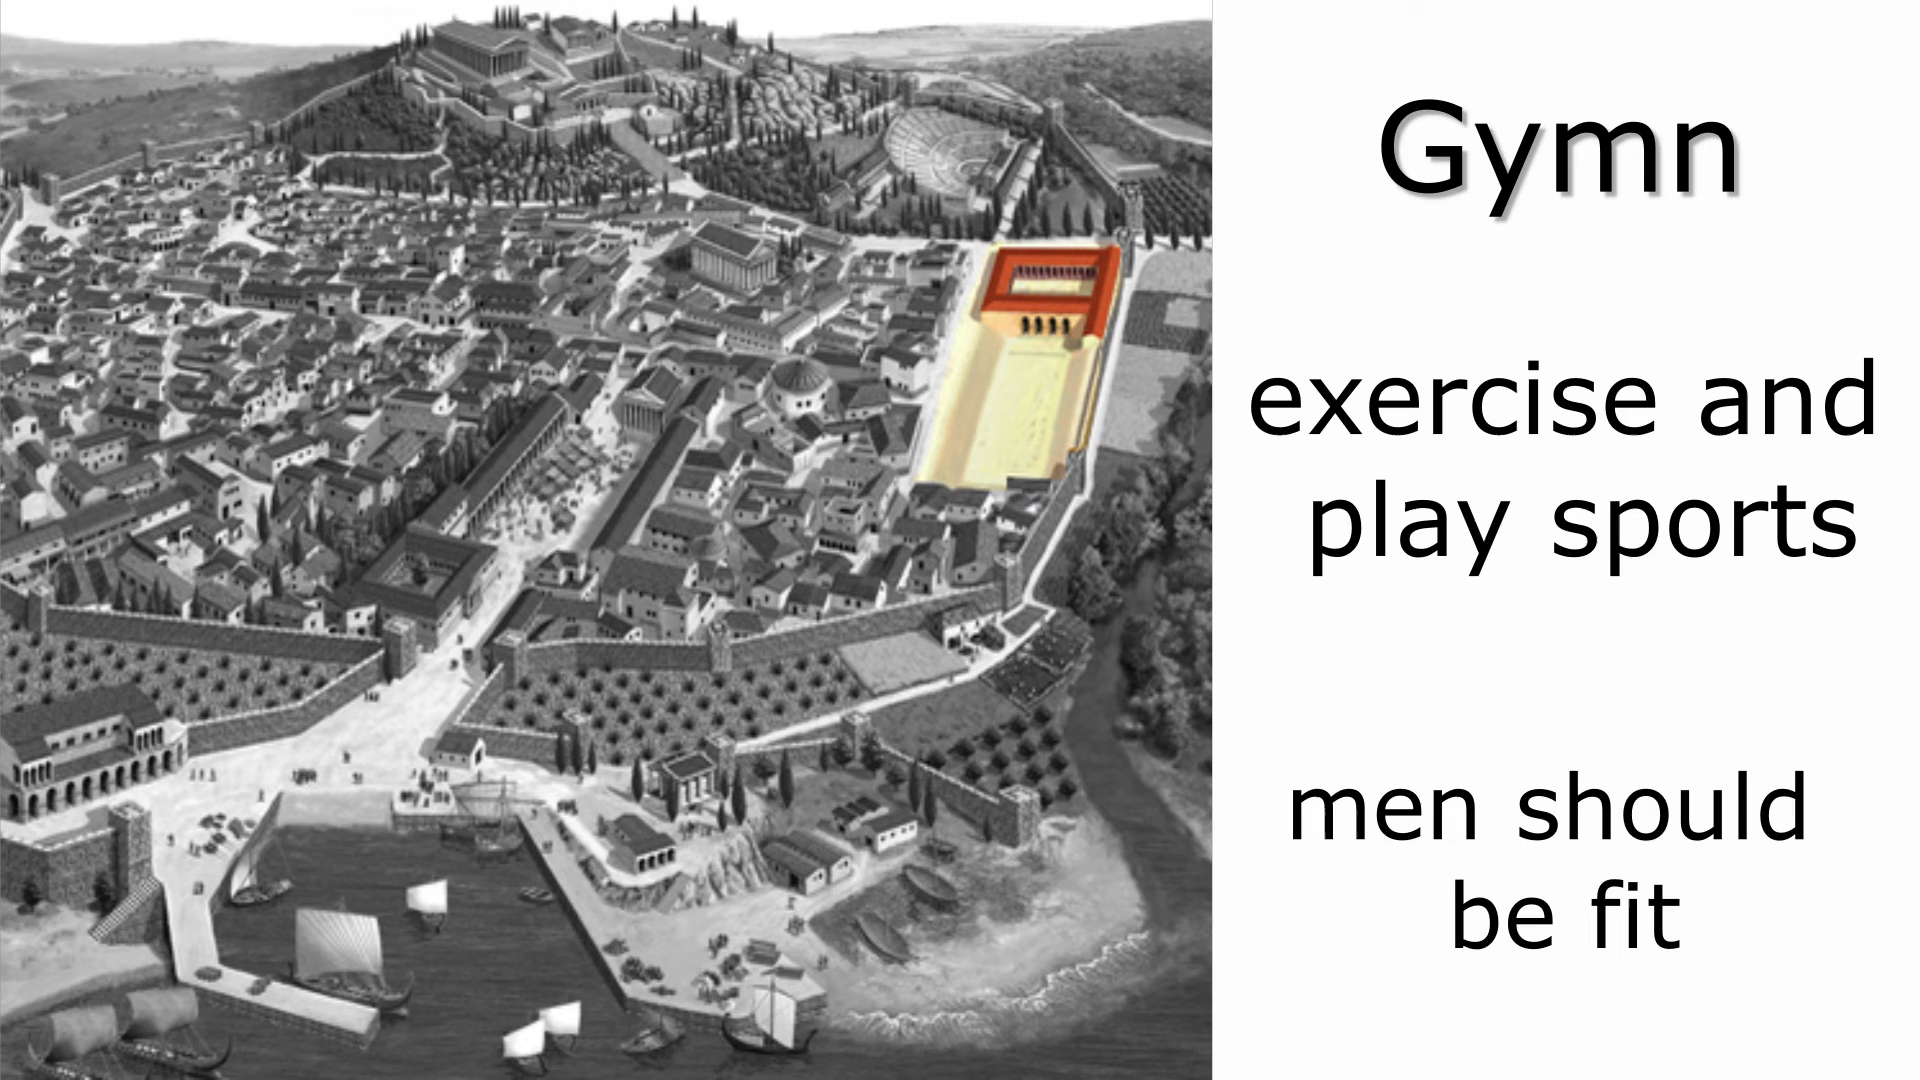 Gymn
exercise and
play sports
men should
be fit